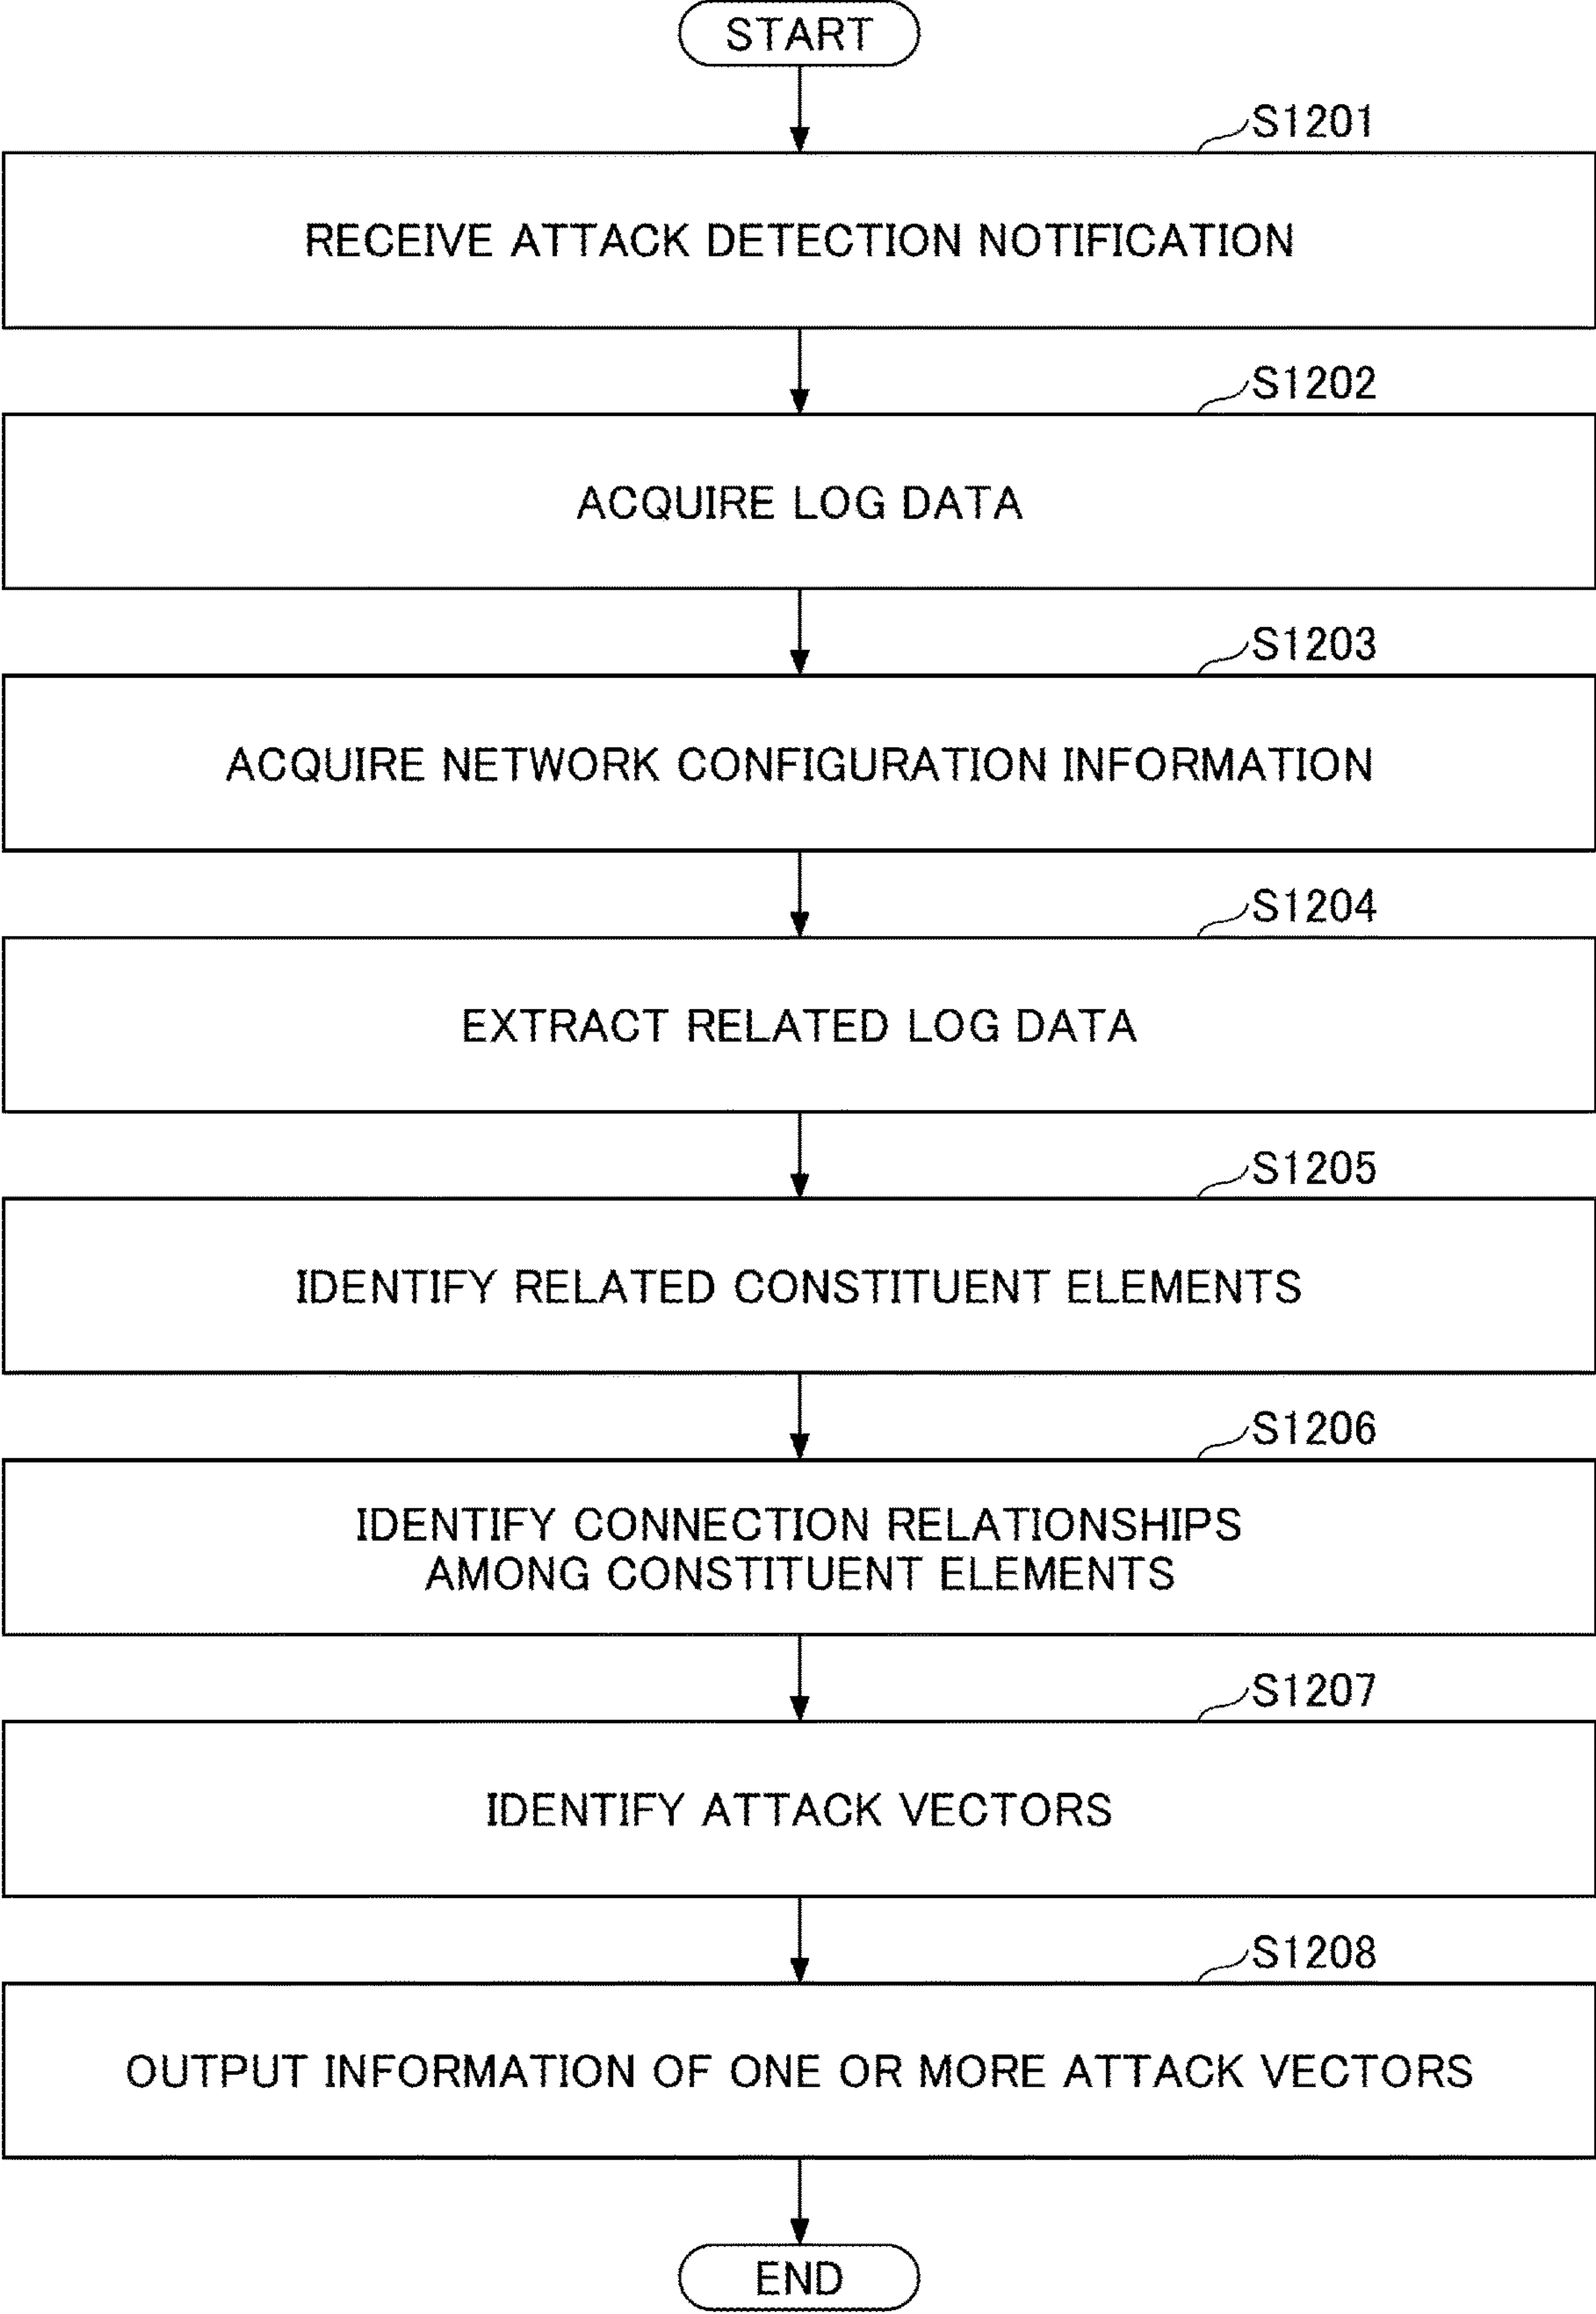 START
S1201
RECEIVE ATTACK DETECTION NOTIFICATION
S1202
ACQUIRE LOG DATA
S1203
ACQUIRE NETWORK CONFIGURATION INFORMATION
S1204
EXTRACT RELATED LOG DATA
S1205
IDENTIFY RELATED CONSTITUENT ELEMENTS
S1206
IDENTIFY CONNECTION RELATIONSHIPS
AMONG CONSTITUENT ELEMENTS
S1207
IDENTIFY ATTACK VECTORS
S1208
OUTPUT INFORMATION OF ONE OR MORE ATTACK VECTORS
END